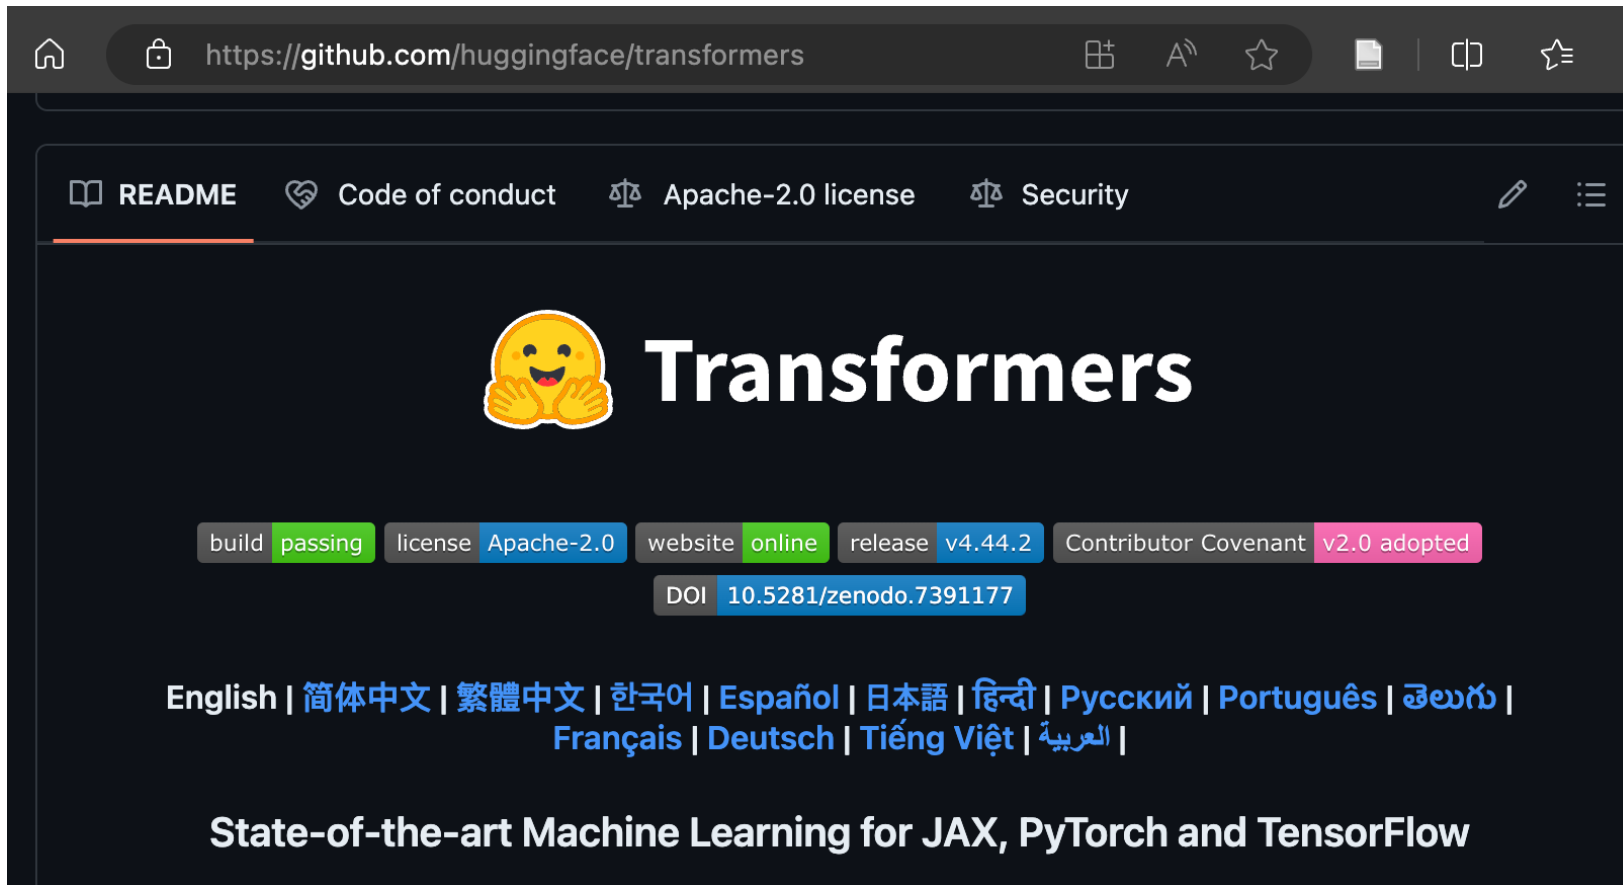 https://github.com/huggingface/transformers
README Code of conduct Apache-2.0 license Security
Transformers
build passing license Apache-2.0 website online release v4.44.2 Contributor Covenant v2.0 adopted
DOI 10.5281/zenodo.7391177
English | 简体中文 | 繁體中文 | 한국어 | Español | 日本語 | हिन्दी | Русский | Português | తెలుగు |
Français | Deutsch | Tiếng Việt | العربية |
State-of-the-art Machine Learning for JAX, PyTorch and TensorFlow